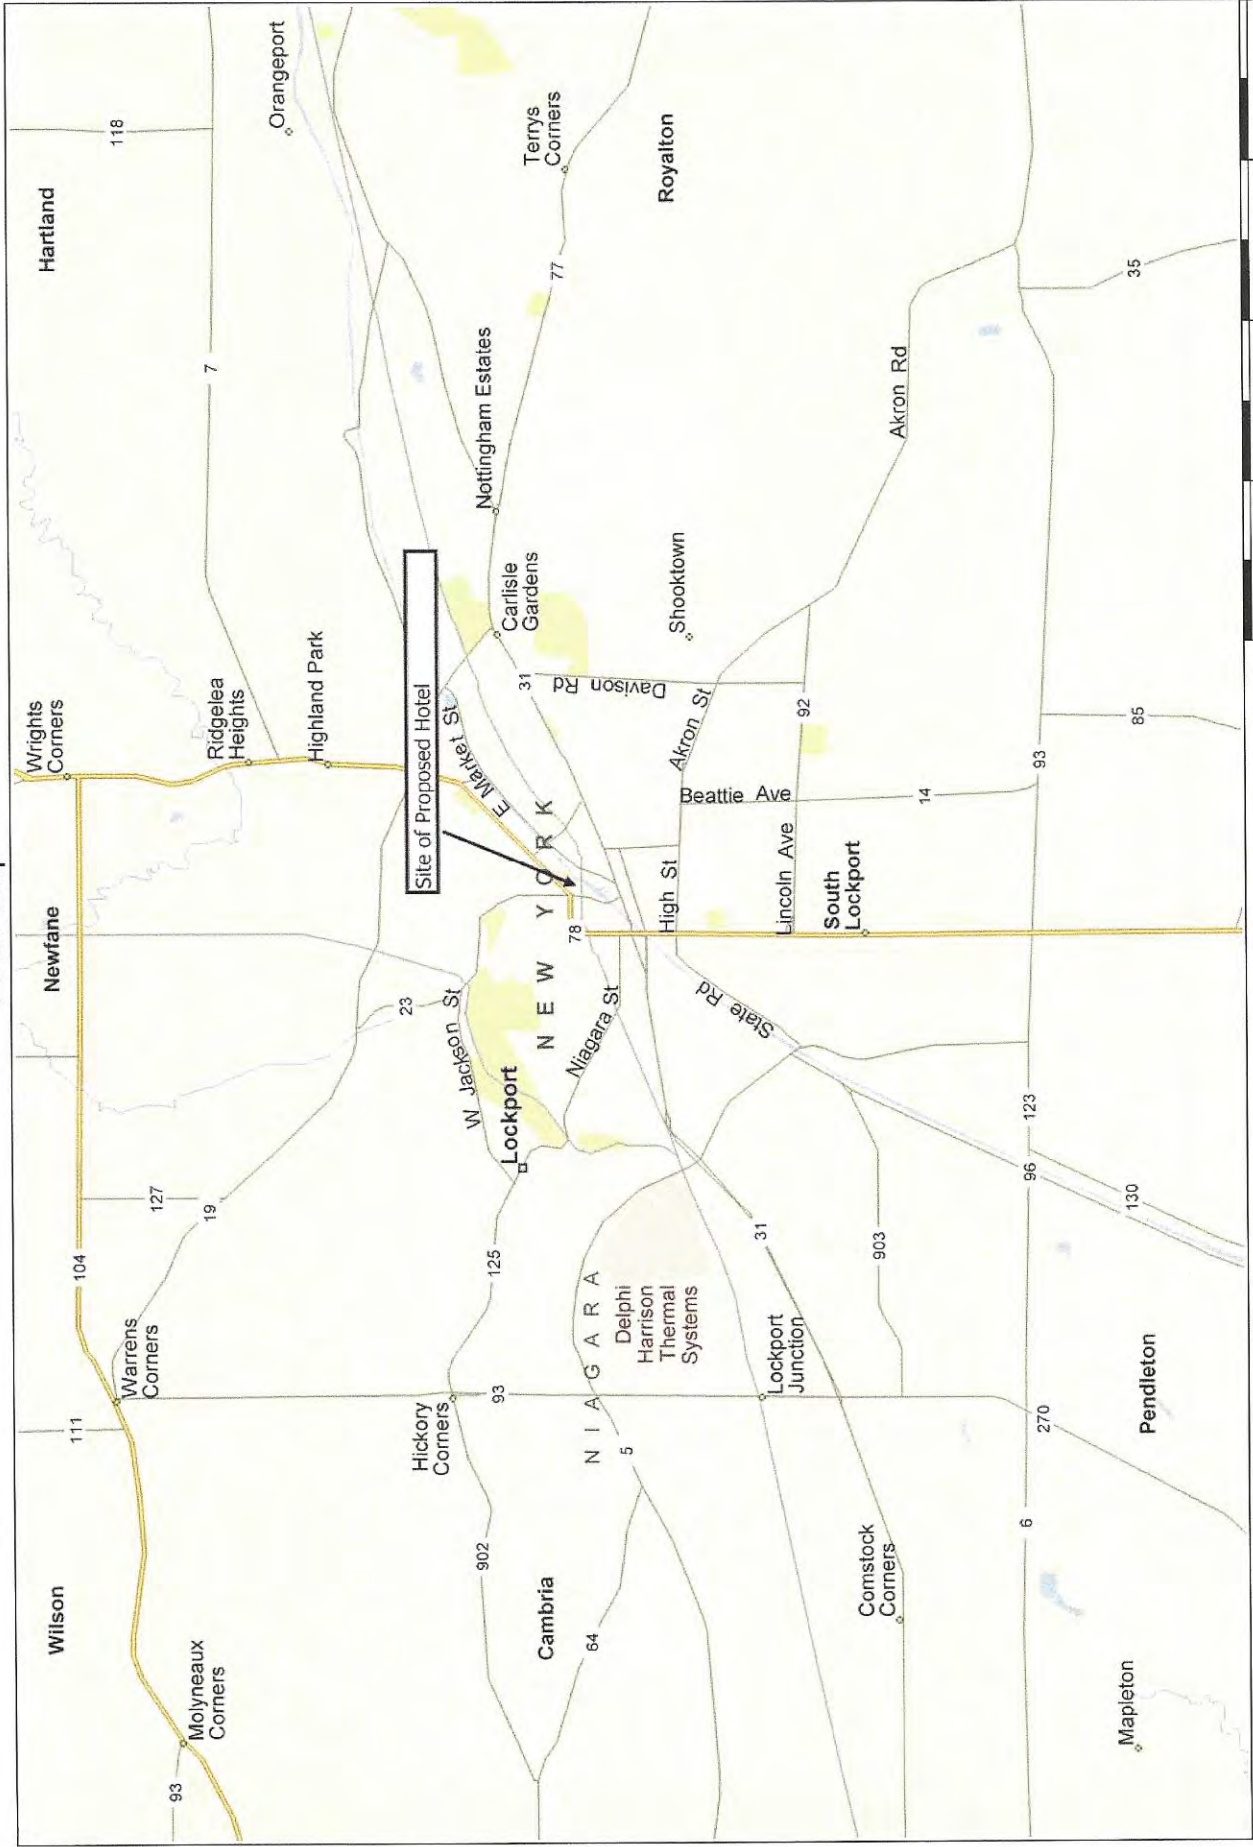 Wilson
Newfane
Hartland
Wrights
Corners
111
104
127
118
Molyneaux
Corners
93
Warrens
Corners
19
Ridgelea
Heights
7
Highland Park
Orangeport
23
Site of Proposed Hotel
Hickory
Corners
902
93
125
W Jackson St
E Market St
Lockport
Nottingham Estates
Carlisle
Gardens
31
77
Terrys
Corners
NEW YORK
78
Cambria
64
NIAGARA
5
Niagara St
Davison Rd
Delphi
Harrison
Thermal
Systems
High St
Akron St
Shooktown
Royalton
State Rd
Beattie Ave
Lincoln Ave
92
31
Lockport
Junction
903
South
Lockport
14
Akron Rd
Comstock
Corners
6
270
96
123
93
Mapleton
Pendleton
130
85
35